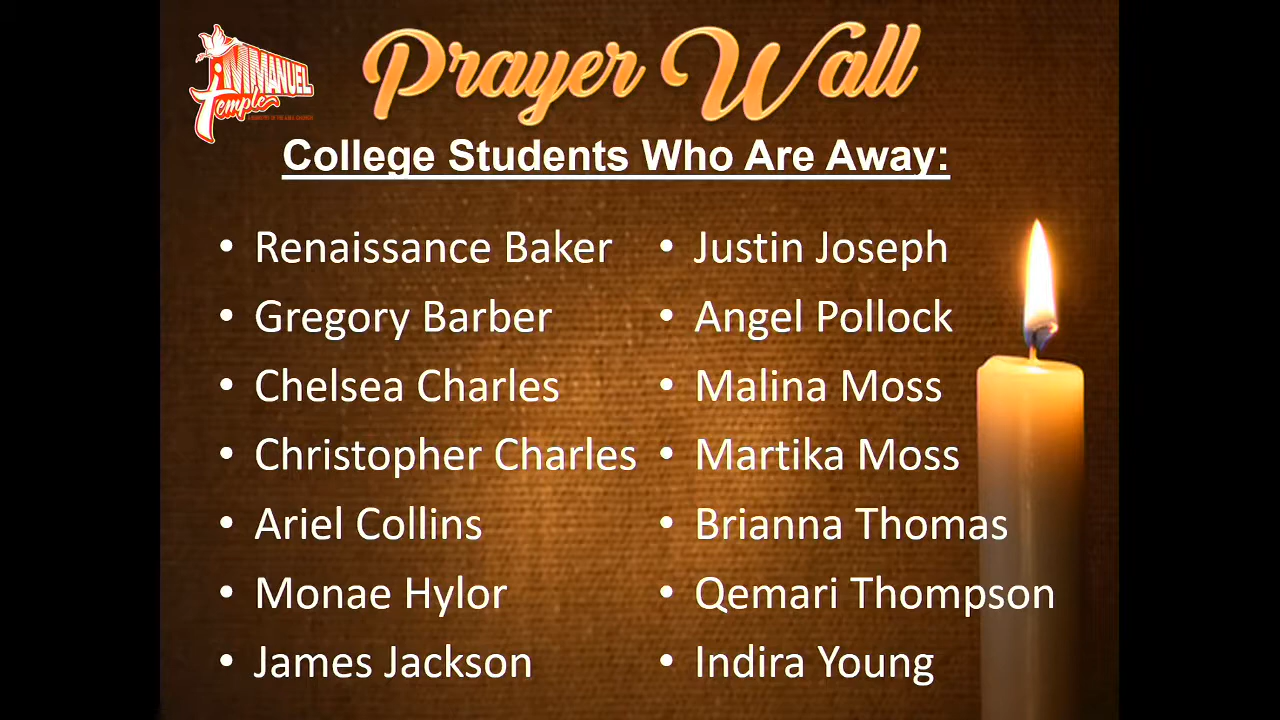 iMMANUEL
Temple
Prayer Wall
College Students Who Are Away:
• Renaissance Baker
• Gregory Barber
• Chelsea Charles
• Christopher Charles
• Ariel Collins
• Monae Hylor
• James Jackson
• Justin Joseph
• Angel Pollock
• Malina Moss
• Martika Moss
• Brianna Thomas
• Qemari Thompson
• Indira Young